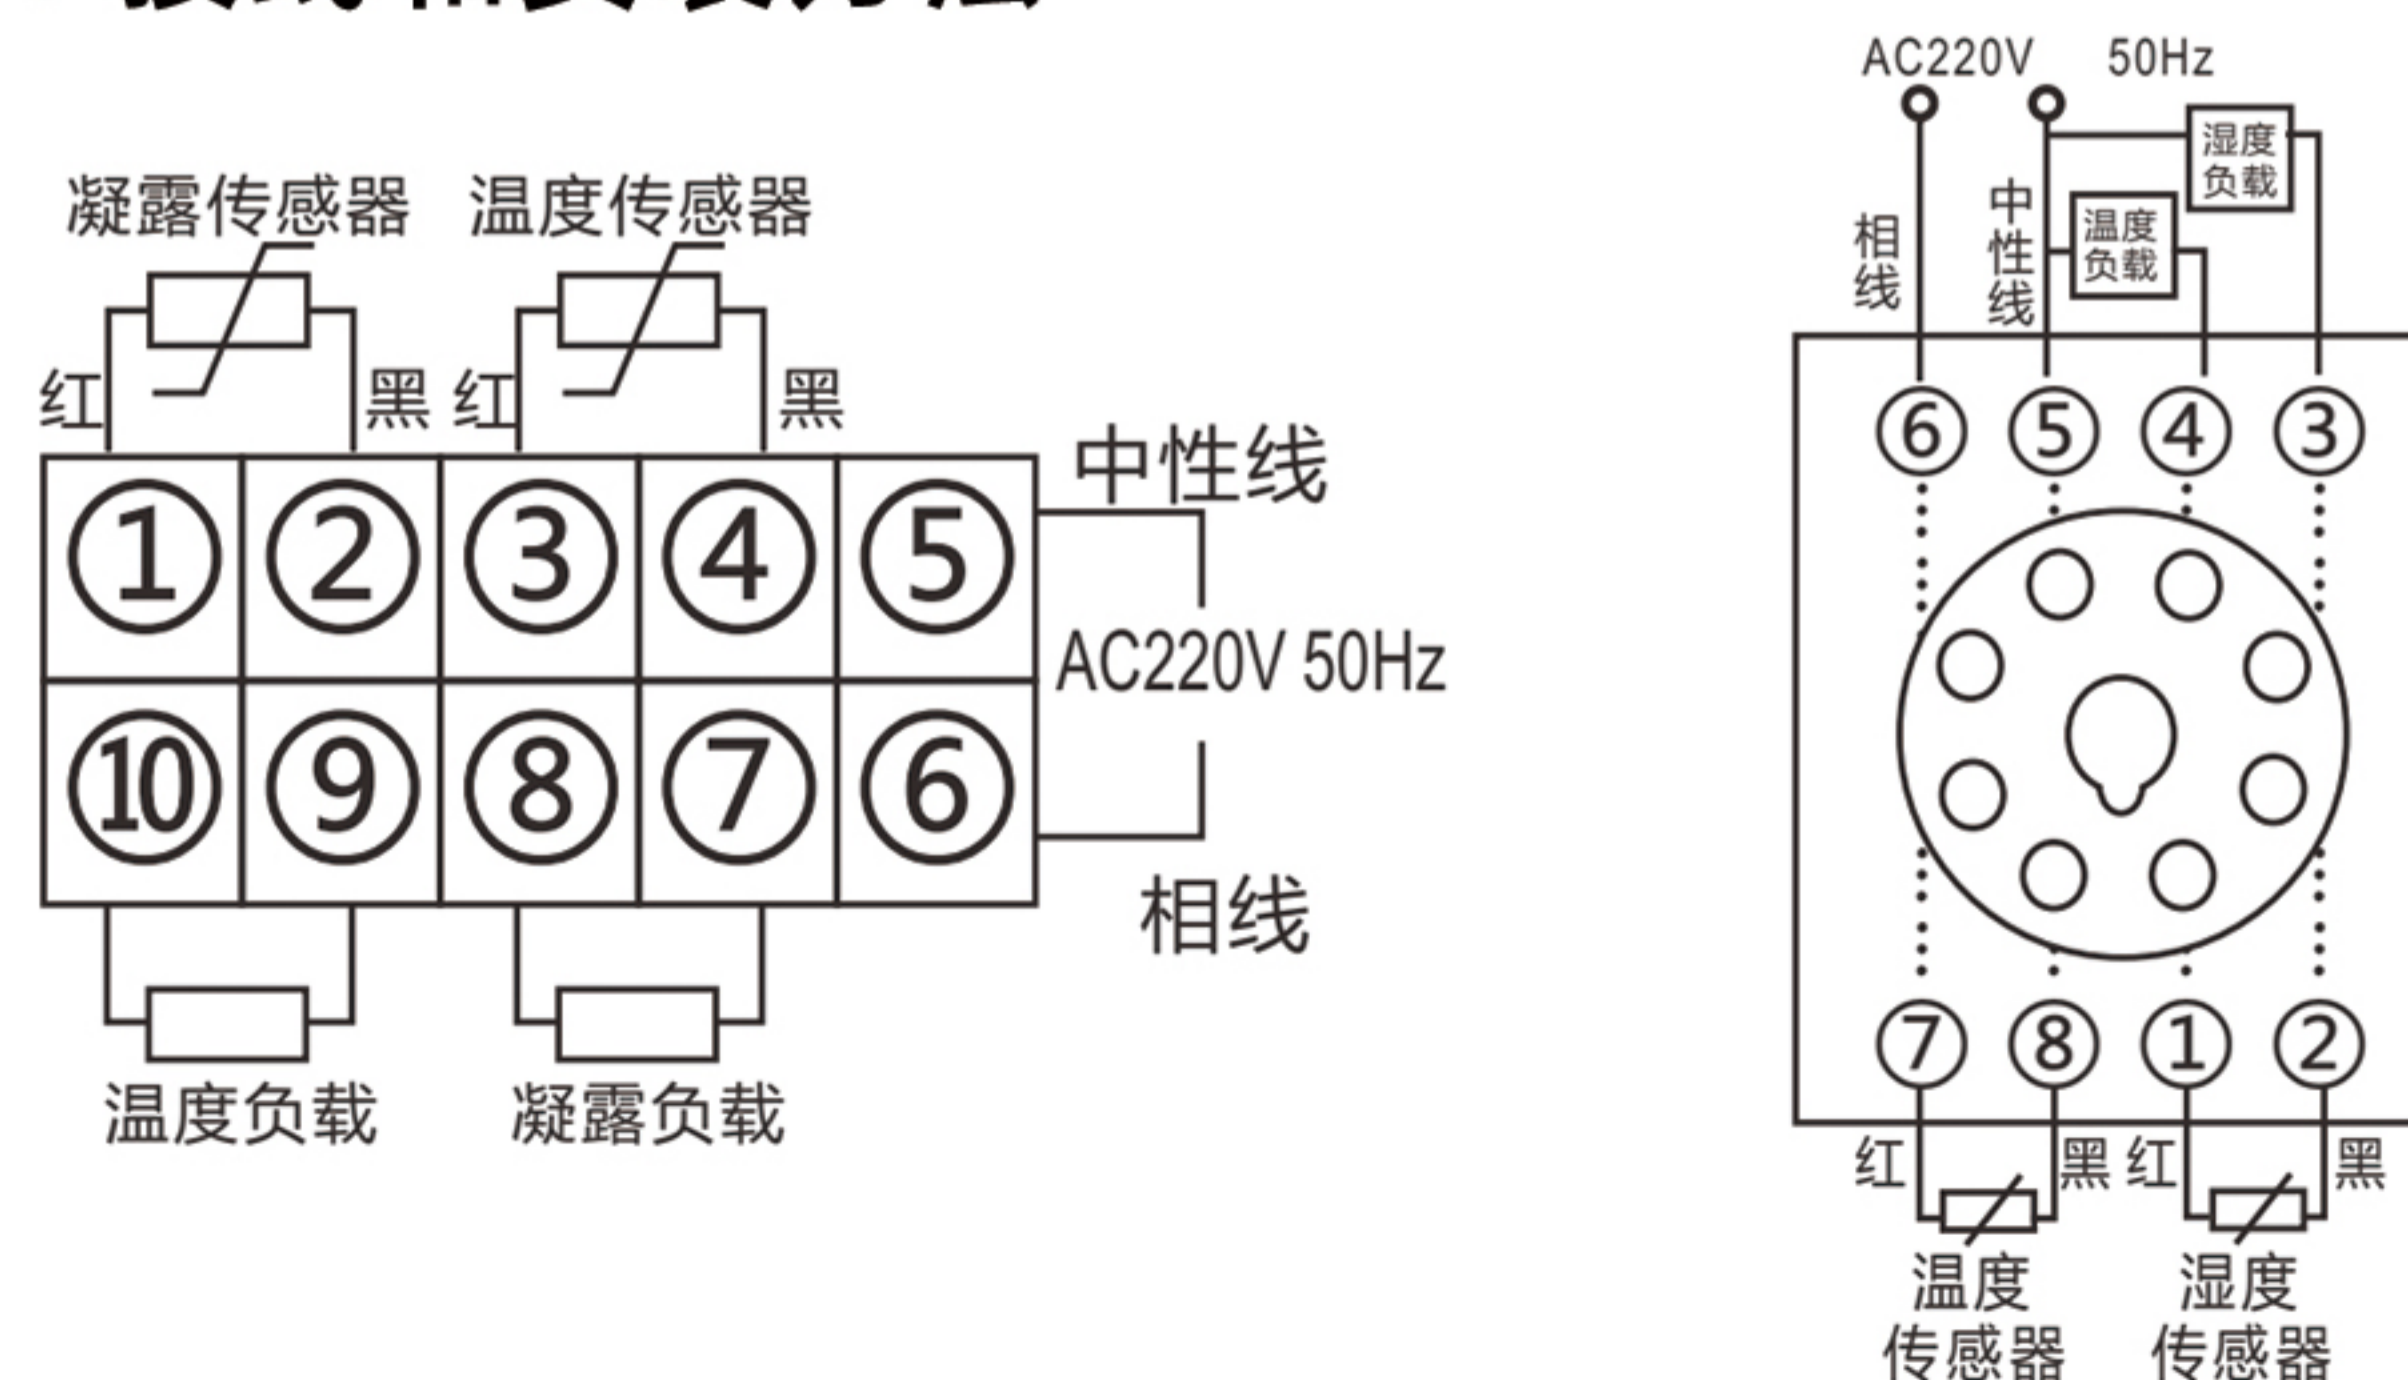 凝露传感器 温度传感器
红 黑 红 黑
① ② ③ ④ ⑤
中性线
AC220V 50Hz
⑩ ⑨ ⑧ ⑦ ⑥
相线
温度负载 凝露负载
AC220V 50Hz
湿度
负载
温度
负载
相线
中性线
⑥ ⑤ ④ ③
⑦ ⑧ ① ②
红 黑 红 黑
温度
传感器
湿度
传感器